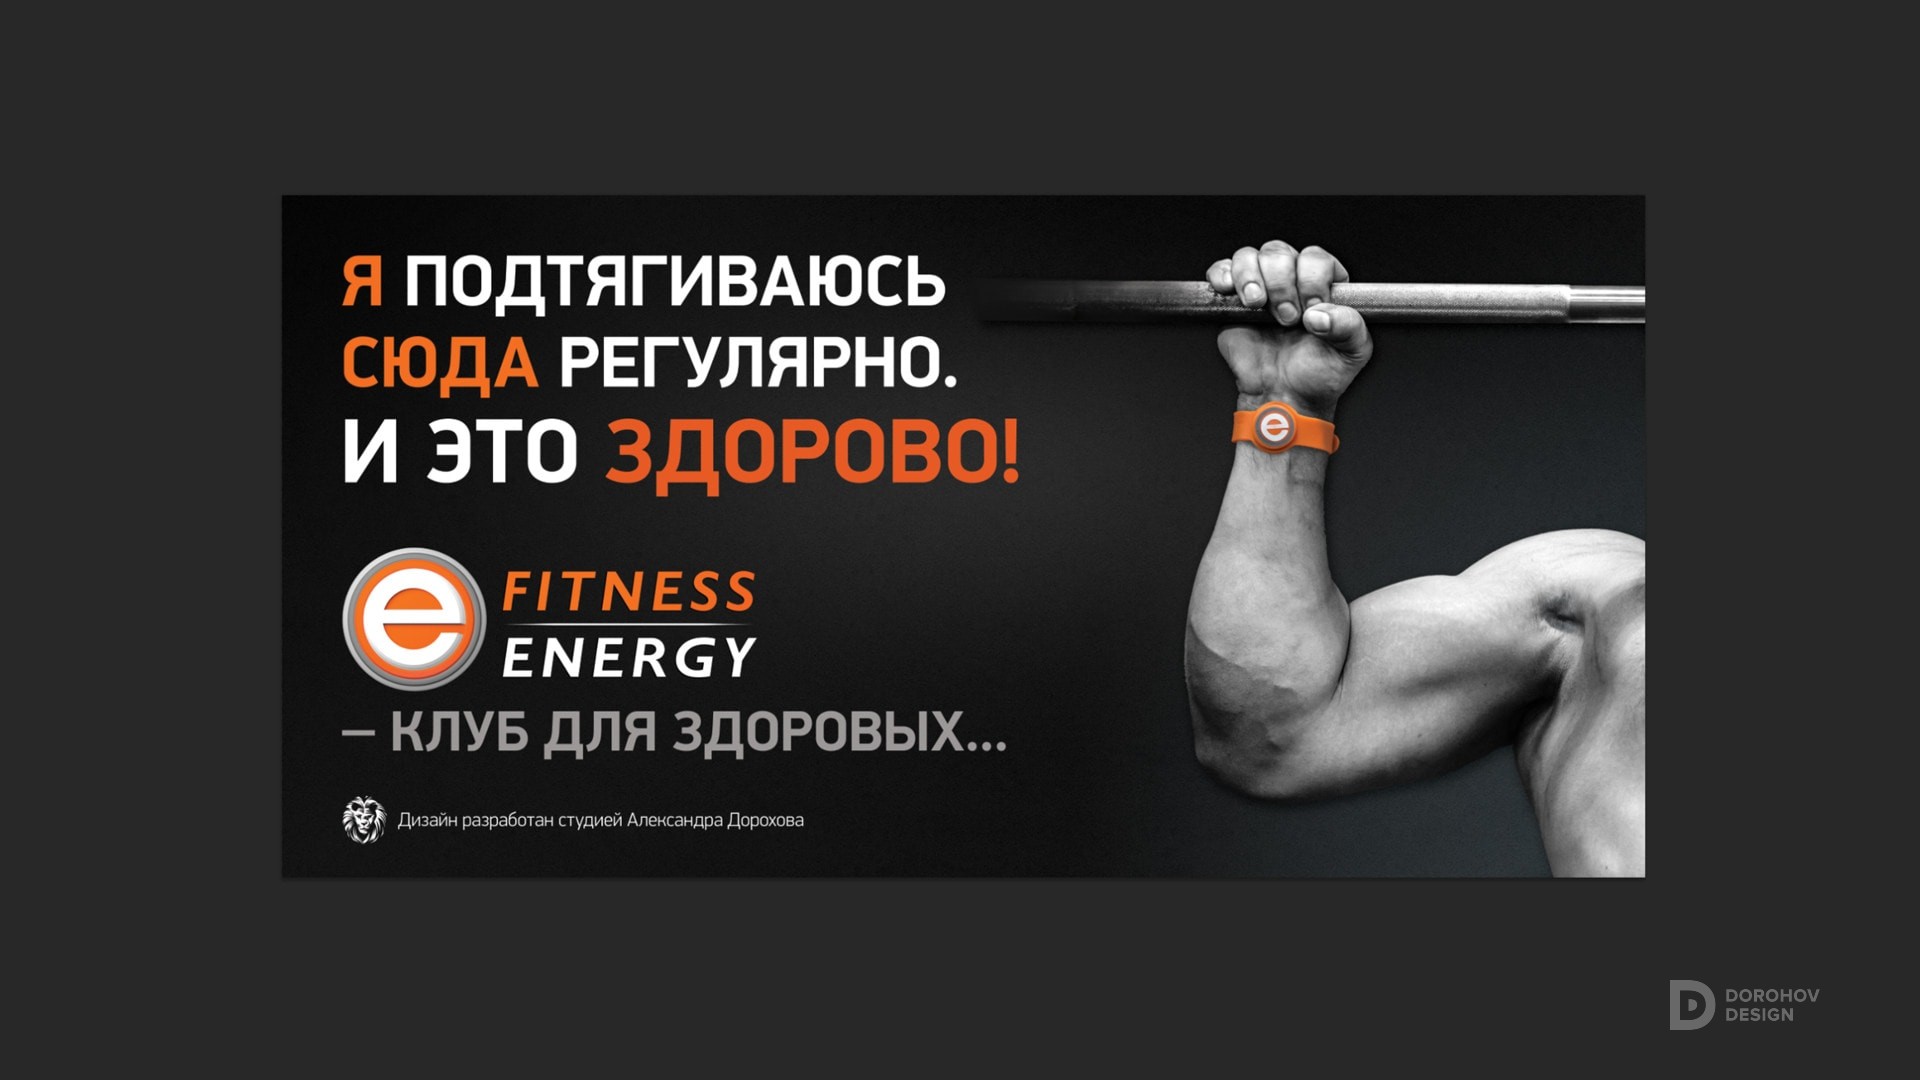 Я ПОДТЯГИВАЮСЬ
СЮДА РЕГУЛЯРНО.
И ЭТО ЗДОРОВО!
e
FITNESS
ENERGY
– КЛУБ ДЛЯ ЗДОРОВЫХ...
Дизайн разработан студией Александра Дорохова
e
DOROHOV
DESIGN